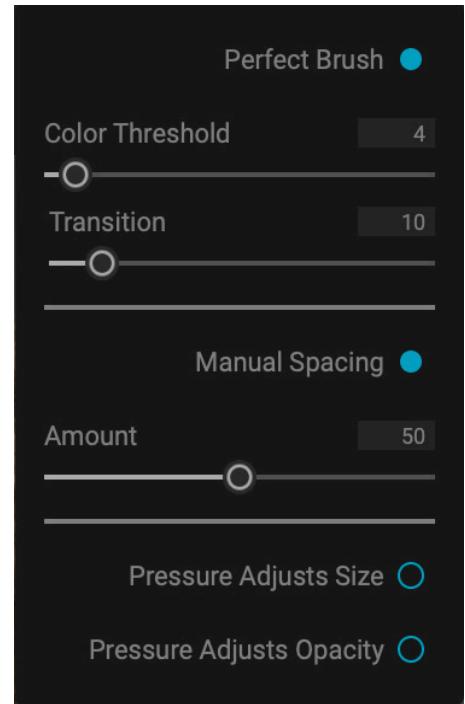 Perfect Brush
Color Threshold 4
Transition 10
Manual Spacing
Amount 50
Pressure Adjusts Size
Pressure Adjusts Opacity